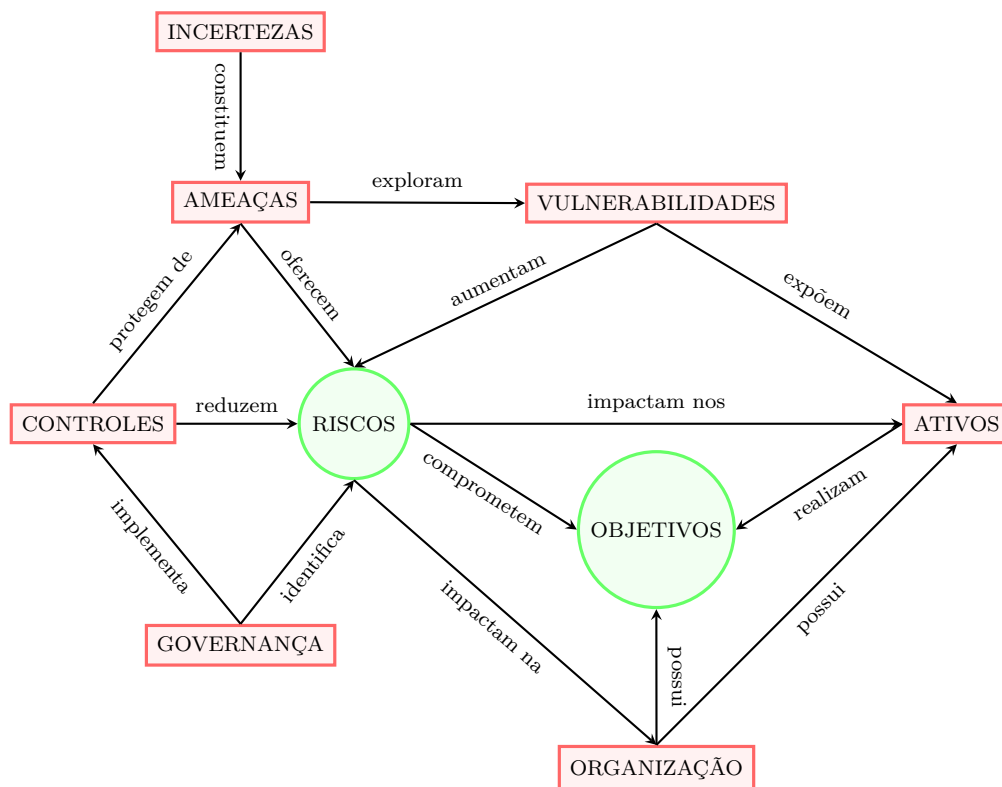 INCERTEZAS
constituem
AMEAÇAS
exploram
VULNERABILIDADES
protegem de
oferecem
aumentam
expõem
CONTROLES
reduzem
RISCOS
impactam nos
ATIVOS
comprometem
realizam
OBJETIVOS
implementa
identifica
impactam na
possui
possui
GOVERNANÇA
ORGANIZAÇÃO